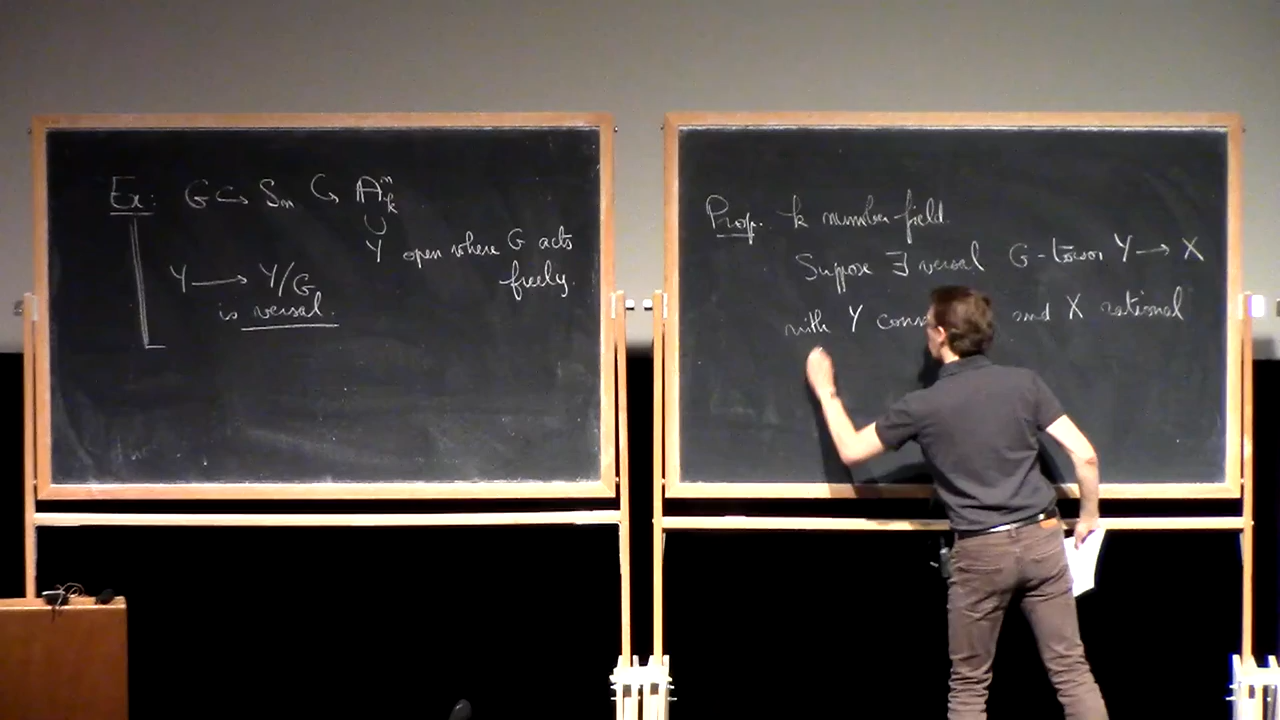 Ex: G ↪ Sₙ ↪ 𝔸ⁿₖ
∪
Y open where G acts
freely.
Y ⟶ Y/G
is versal.
Prop. k number field.
Suppose ∃ versal G-torsor Y → X
with Y and X rational